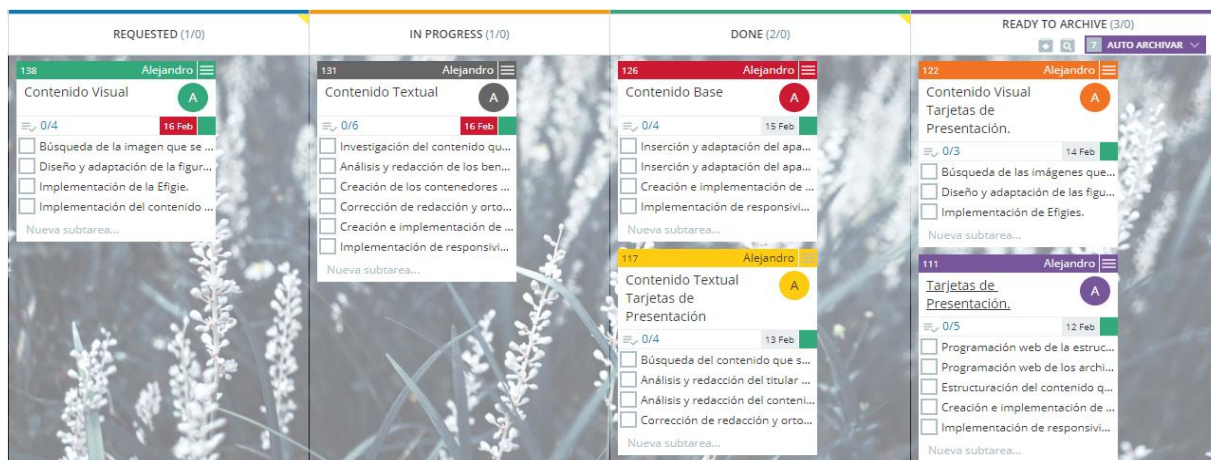 REQUESTED (1/0)
IN PROGRESS (1/0)
DONE (2/0)
READY TO ARCHIVE (3/0)
7 AUTO ARCHIVAR
138 Alejandro
Contenido Visual
A
0/4 16 Feb
Búsqueda de la imagen que se ...
Diseño y adaptación de la figur...
Implementación de la Efigie.
Implementación del contenido ...
Nueva subtarea...
131 Alejandro
Contenido Textual
A
0/6 16 Feb
Investigación del contenido qu...
Análisis y redacción de los ben...
Creación de los contenedores ...
Corrección de redacción y orto...
Creación e implementación de ...
Implementación de responsivi...
Nueva subtarea...
126 Alejandro
Contenido Base
A
0/4 15 Feb
Inserción y adaptación del apa...
Inserción y adaptación del apa...
Creación e implementación de ...
Implementación de responsivi...
Nueva subtarea...
117 Alejandro
Contenido Textual
Tarjetas de
Presentación
A
0/4 13 Feb
Búsqueda del contenido que s...
Análisis y redacción del titular ...
Análisis y redacción del conteni...
Corrección de redacción y orto...
Nueva subtarea...
122 Alejandro
Contenido Visual
Tarjetas de
Presentación.
A
0/3 14 Feb
Búsqueda de las imágenes que...
Diseño y adaptación de las figu...
Implementación de Efigies.
Nueva subtarea...
111 Alejandro
Tarjetas de
Presentación.
A
0/5 12 Feb
Programación web de la estruc...
Programación web de los archi...
Estructuración del contenido q...
Creación e implementación de ...
Implementación de responsivi...
Nueva subtarea...